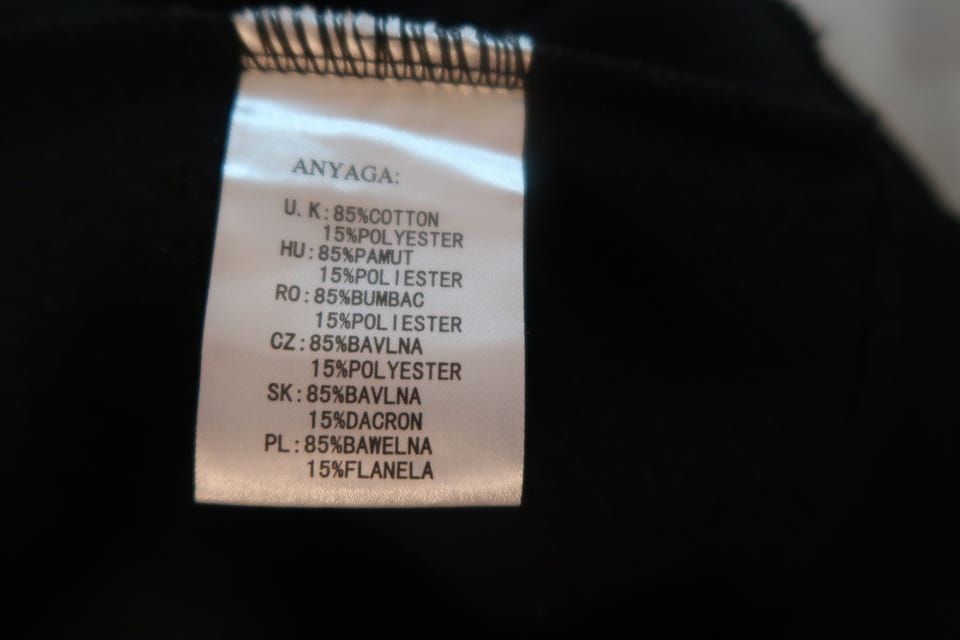 ANYAGA:
U.K:85%COTTON
15%POLYESTER
HU:85%PAMUT
15%POLIESTER
RO:85%BUMBAC
15%POLIESTER
CZ:85%BAVLNA
15%POLYESTER
SK:85%BAVLNA
15%DACRON
PL:85%BAWELNA
15%FLANELA